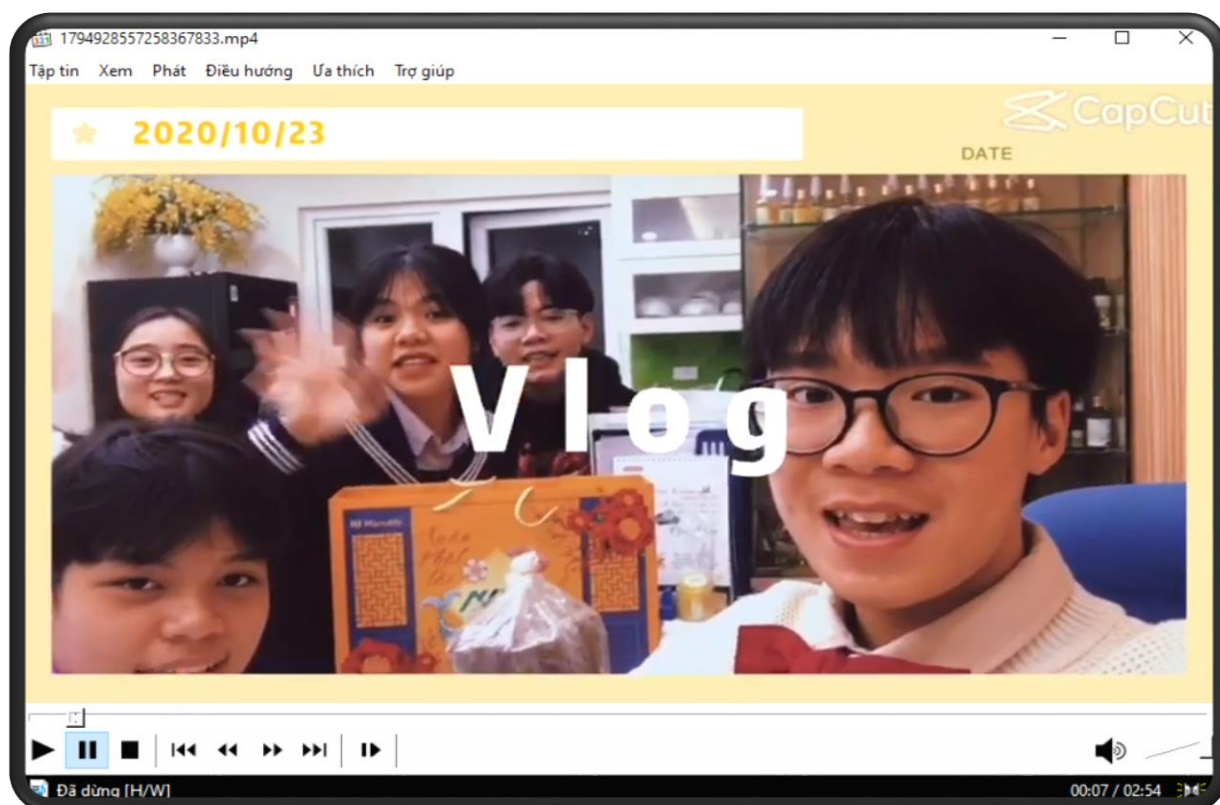 1794928557258367833.mp4
Tập tin Xem Phát Điều hướng Ưa thích Trợ giúp
CapCut
2020/10/23
DATE
Vlog
Đã dừng [H/W]
00:07 / 02:54